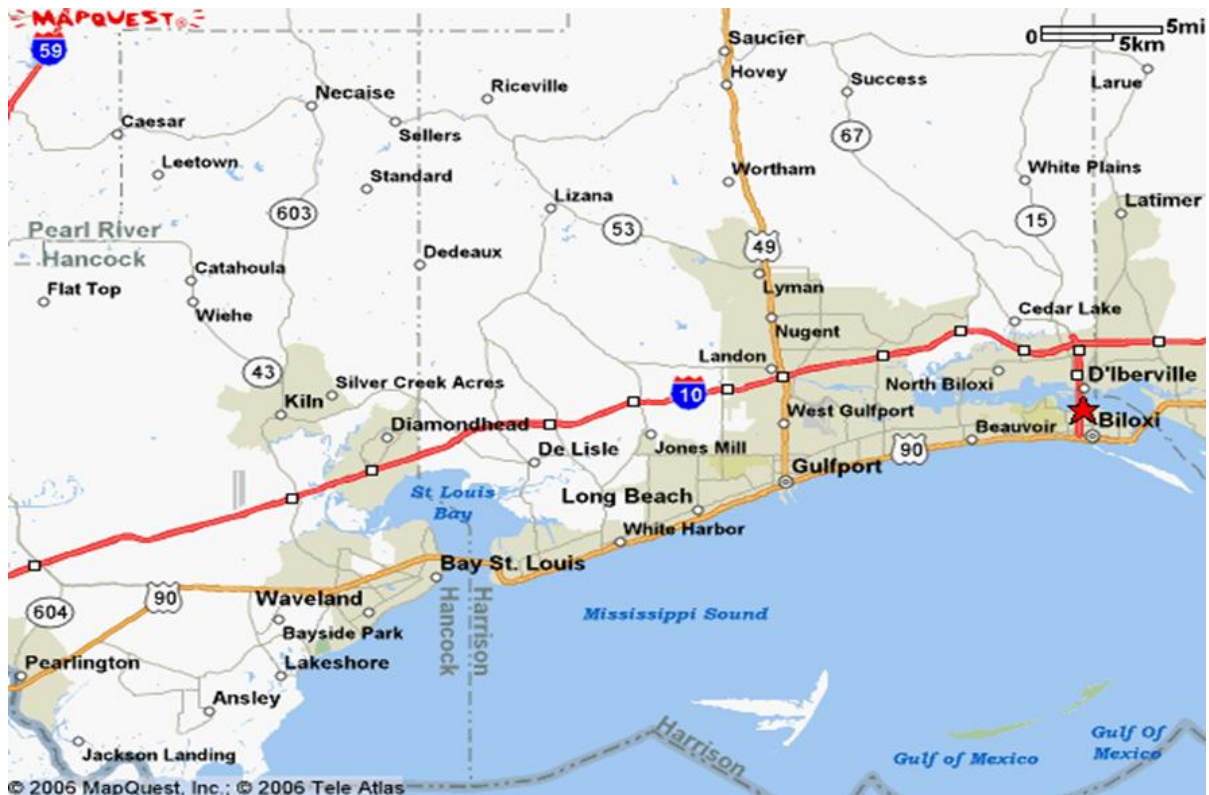 MAPQUEST
59
0
5mi
5km
Saucier
Hovey
Success
Larue
Necaise
Riceville
Caesar
Sellers
67
Leetown
Standard
Wortham
White Plains
Lizana
Latimer
603
53
15
Pearl River
Hancock
49
Dedeaux
Catahoula
Flat Top
Lyman
Wiehe
Cedar Lake
Nugent
Landon
43
Silver Creek Acres
10
North Biloxi
D'Iberville
Kiln
Diamondhead
West Gulfport
Beauvoir
Biloxi
De Lisle
Jones Mill
90
Gulfport
St Louis
Bay
Long Beach
White Harbor
Bay St. Louis
90
Waveland
604
Bayside Park
Hancock
Harrison
Mississippi Sound
Pearlington
Lakeshore
Ansley
Jackson Landing
Harrison
Gulf of Mexico
Gulf Of
Mexico
© 2006 MapQuest, Inc.; © 2006 Tele Atlas